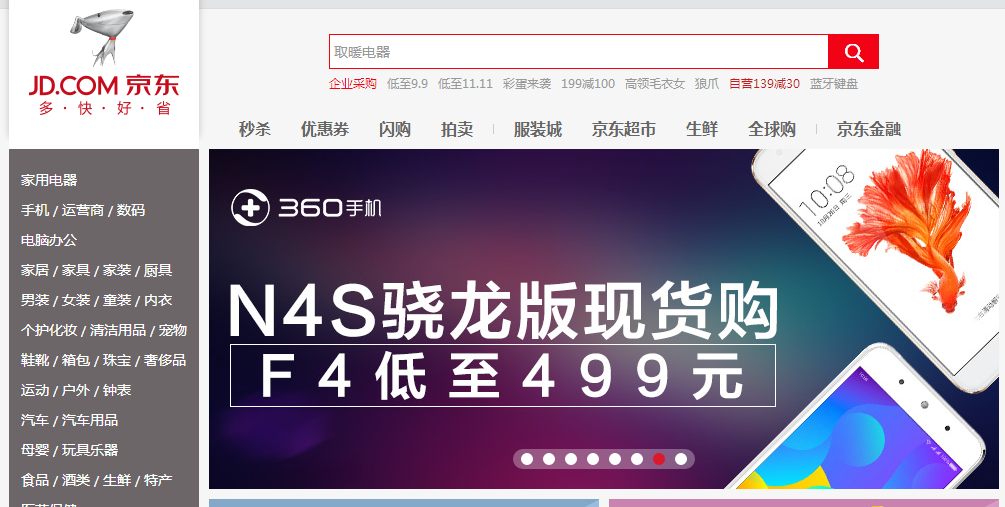 JD.COM 京东
多·快·好·省
取暖电器
企业采购 低至9.9 低至11.11 彩蛋来袭 199减100 高领毛衣女 狼爪 自营139减30 蓝牙键盘
秒杀 优惠券 闪购 拍卖 服装城 京东超市 生鲜 全球购 京东金融
家用电器
手机 / 运营商 / 数码
电脑办公
家居 / 家具 / 家装 / 厨具
男装 / 女装 / 童装 / 内衣
个护化妆 / 清洁用品 / 宠物
鞋靴 / 箱包 / 珠宝 / 奢侈品
运动 / 户外 / 钟表
汽车 / 汽车用品
母婴 / 玩具乐器
食品 / 酒类 / 生鲜 / 特产
360手机
N4S骁龙版现货购
F4低至499元
10:08
10月26日 周三